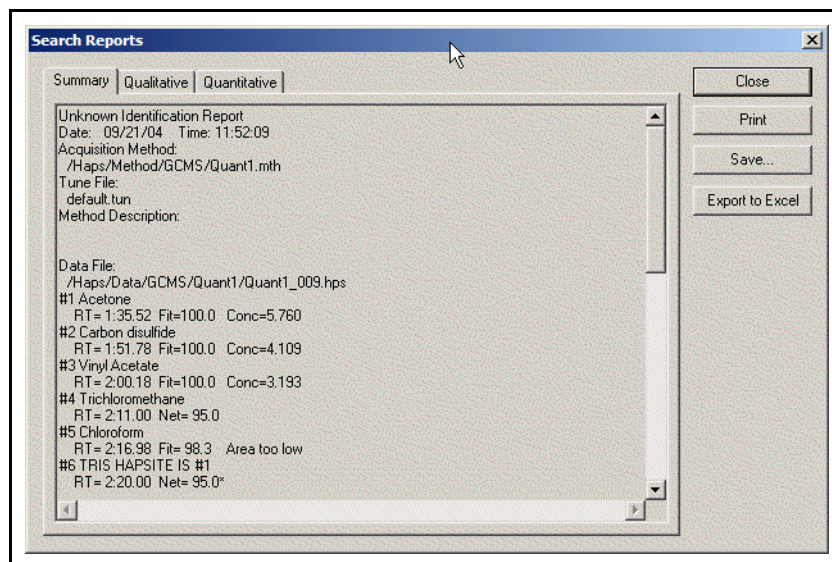 Search Reports
Summary Qualitative Quantitative
Unknown Identification Report
Date: 09/21/04 Time: 11:52:09
Acquisition Method:
/Haps/Method/GCMS/Quant1.mth
Tune File:
default.tun
Method Description:
Data File:
/Haps/Data/GCMS/Quant1/Quant1_009.hps
#1 Acetone
RT= 1:35.52 Fit=100.0 Conc=5.760
#2 Carbon disulfide
RT= 1:51.78 Fit=100.0 Conc=4.109
#3 Vinyl Acetate
RT= 2:00.18 Fit=100.0 Conc=3.193
#4 Trichloromethane
RT= 2:11.00 Net= 95.0
#5 Chloroform
RT= 2:16.98 Fit= 98.3 Area too low
#6 TRIS HAPSITE IS #1
RT= 2:20.00 Net= 95.0*
Close
Print
Save...
Export to Excel